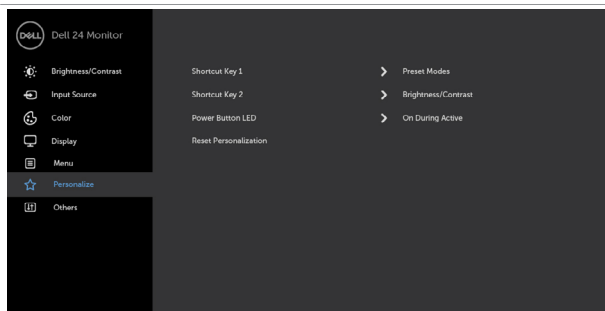 DELL Dell 24 Monitor
Brightness/Contrast
Input Source
Color
Display
Menu
Personalize
Others
Shortcut Key 1 Preset Modes
Shortcut Key 2 Brightness/Contrast
Power Button LED On During Active
Reset Personalization